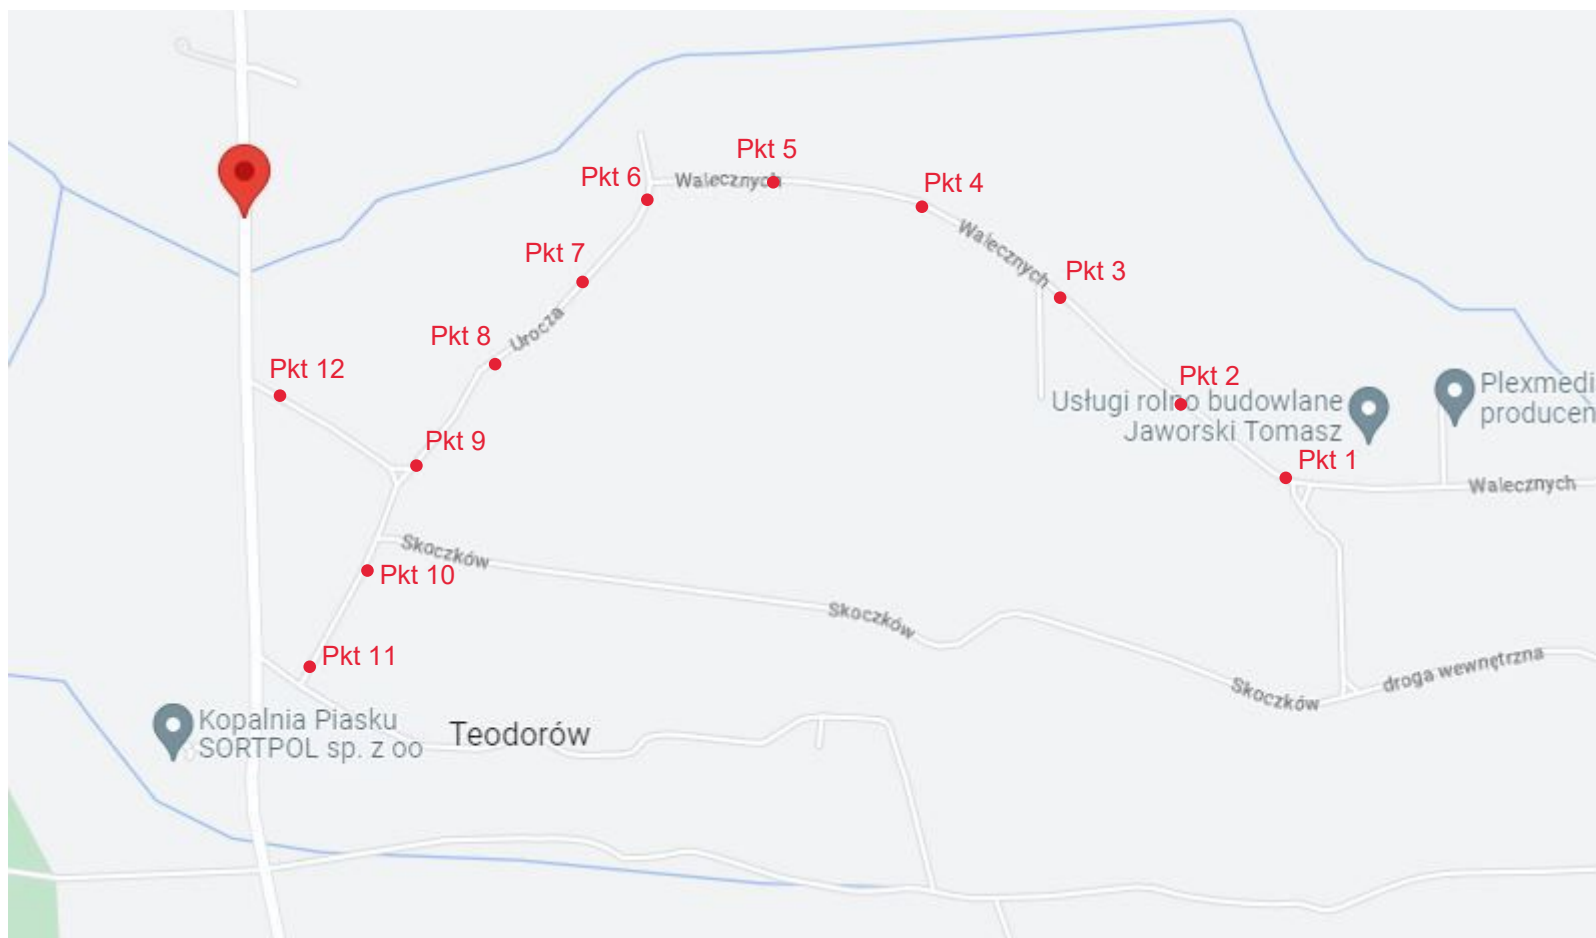 Pkt 5
Pkt 6
Walecznych
Pkt 4
Walecznych
Pkt 7
Pkt 3
Urocza
Pkt 8
Pkt 12
Pkt 2
Usługi rolno budowlane
Jaworski Tomasz
Plexmedi
producen
Pkt 9
Pkt 1
Walecznych
Skoczków
Pkt 10
Skoczków
Pkt 11
droga wewnętrzna
Skoczków
Kopalnia Piasku
SORTPOL sp. z oo
Teodorów